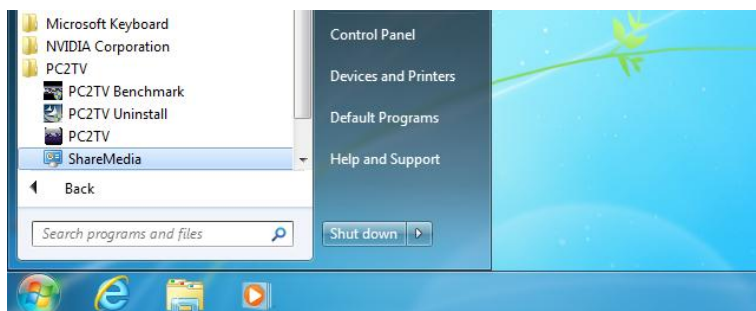 Microsoft Keyboard
NVIDIA Corporation
PC2TV
PC2TV Benchmark
PC2TV Uninstall
PC2TV
ShareMedia
Back
Search programs and files
Control Panel
Devices and Printers
Default Programs
Help and Support
Shut down